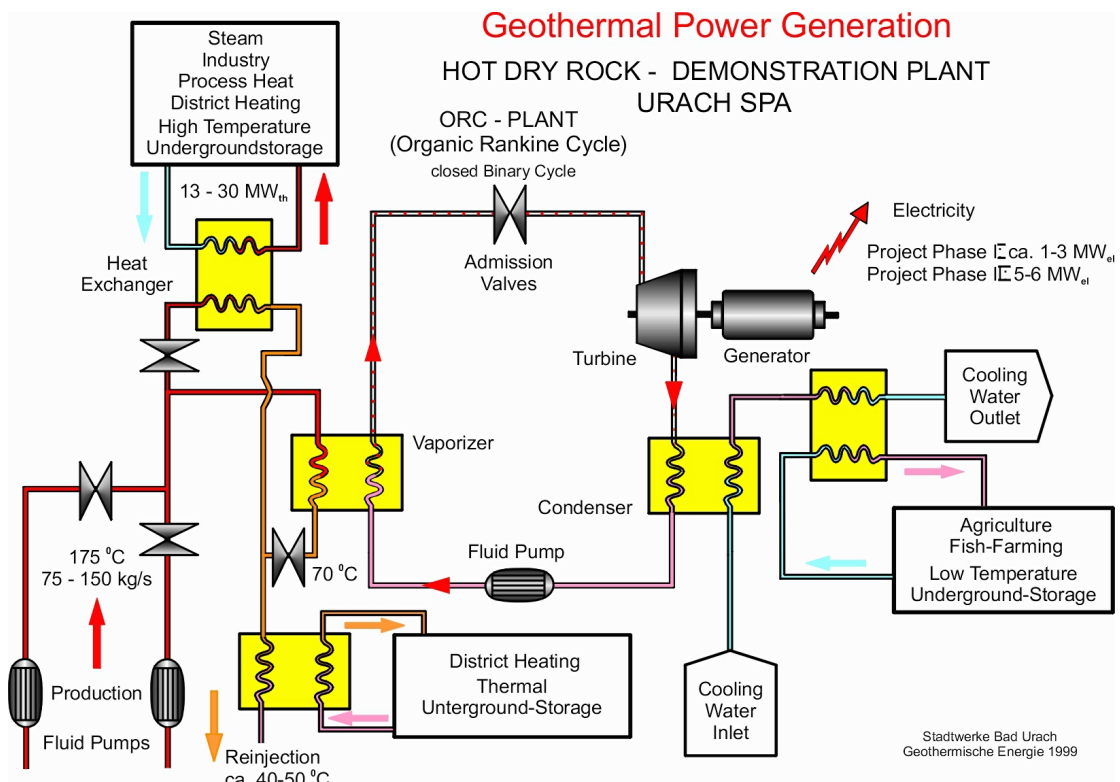 Geothermal Power Generation
HOT DRY ROCK - DEMONSTRATION PLANT
URACH SPA
Steam
Industry
Process Heat
District Heating
High Temperature
Undergroundstorage
13 - 30 MWth
Heat
Exchanger
ORC - PLANT
(Organic Rankine Cycle)
closed Binary Cycle
Admission
Valves
Electricity
Project Phase I: ca. 1-3 MWel
Project Phase II: 5-6 MWel
Turbine
Generator
Vaporizer
Condenser
Cooling
Water
Outlet
Agriculture
Fish-Farming
Low Temperature
Underground-Storage
Fluid Pump
175 ⁰C
75 - 150 kg/s
70 ⁰C
Production
Fluid Pumps
District Heating
Thermal
Unterground-Storage
Cooling
Water
Inlet
Reinjection
ca. 40-50 ⁰C
Stadtwerke Bad Urach
Geothermische Energie 1999